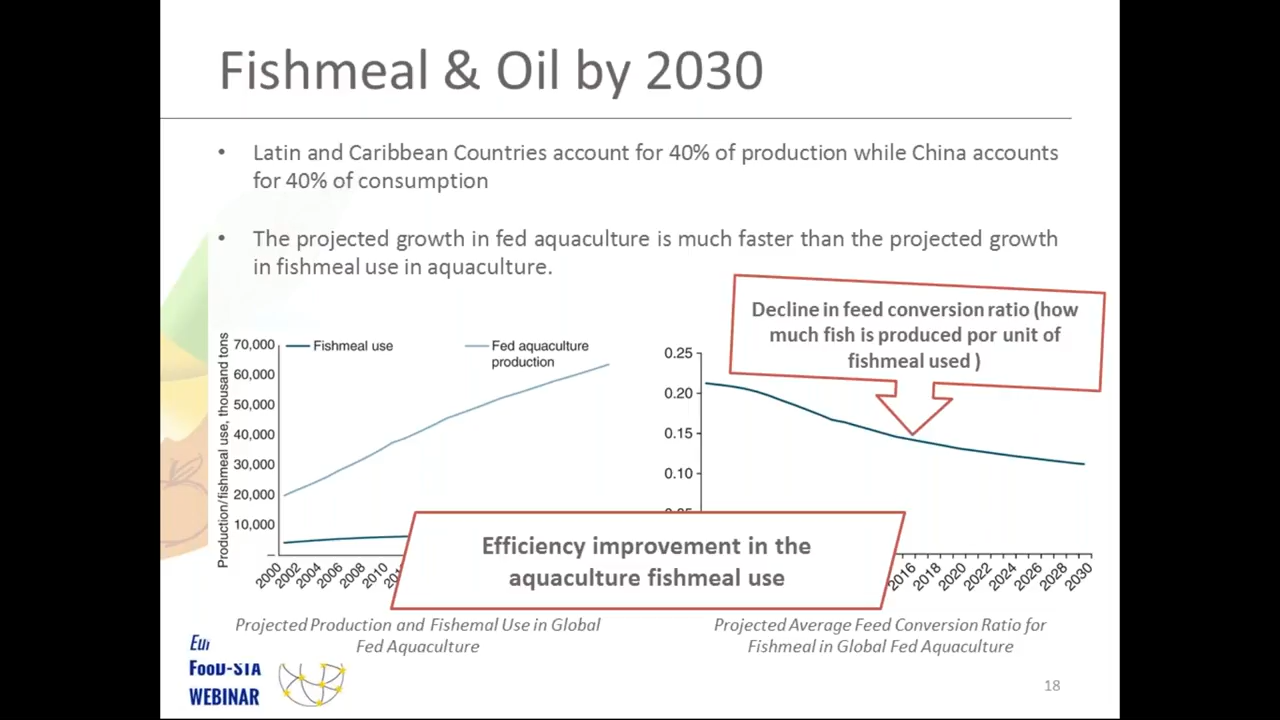 Fishmeal & Oil by 2030
• Latin and Caribbean Countries account for 40% of production while China accounts
for 40% of consumption
• The projected growth in fed aquaculture is much faster than the projected growth
in fishmeal use in aquaculture.
Decline in feed conversion ratio (how
much fish is produced por unit of
fishmeal used )
Production/fishmeal use, thousand tons
70,000
60,000
50,000
40,000
30,000
20,000
10,000
–
Fishmeal use
Fed aquaculture
production
2000
2002
2004
2006
2008
2010
0.25
0.20
0.15
0.10
2016
2018
2020
2022
2024
2026
2028
2030
Efficiency improvement in the
aquaculture fishmeal use
Projected Production and Fishemal Use in Global
Fed Aquaculture
Projected Average Feed Conversion Ratio for
Fishmeal in Global Fed Aquaculture
FooD-STA
WEBINAR
18